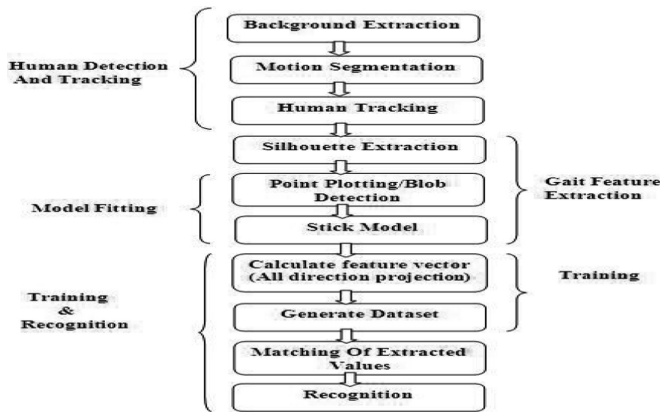 Background Extraction
Human Detection
And Tracking
Motion Segmentation
Human Tracking
Silhouette Extraction
Point Plotting/Blob
Detection
Gait Feature
Extraction
Model Fitting
Stick Model
Calculate feature vector
(All direction projection)
Training
Training
&
Recognition
Generate Dataset
Matching Of Extracted
Values
Recognition